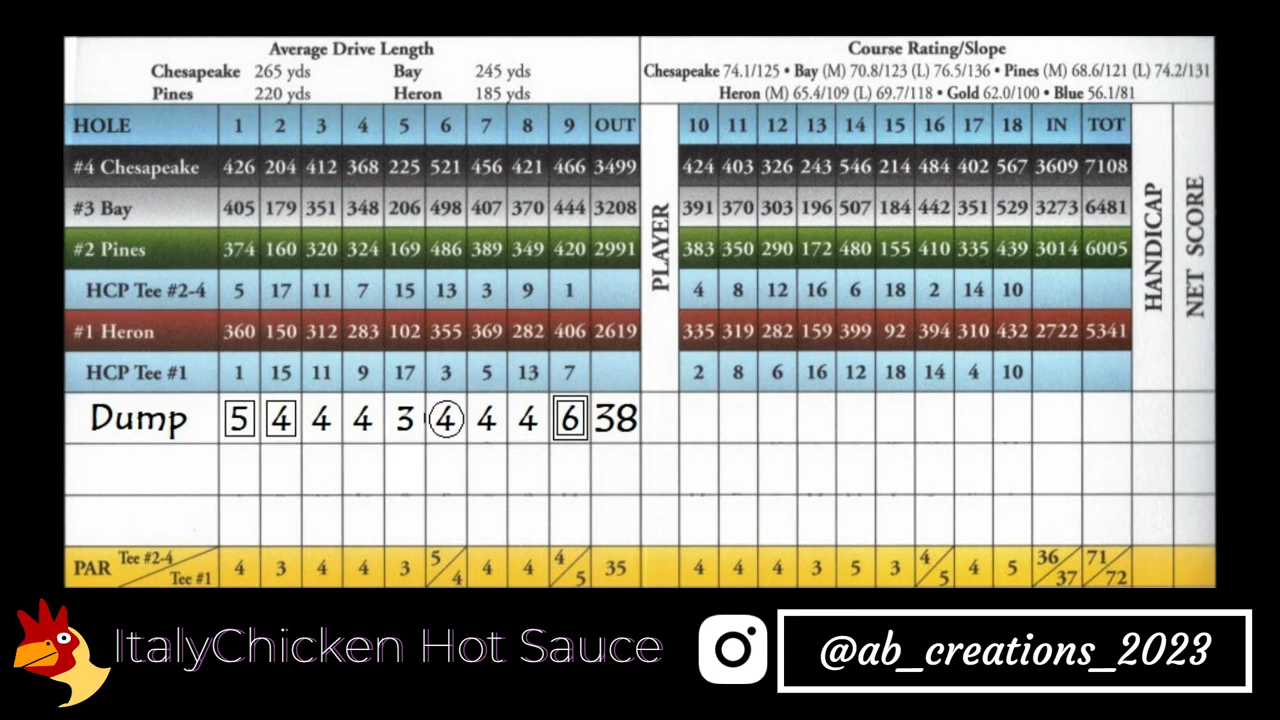 Average Drive Length
Chesapeake 265 yds Bay 245 yds
Pines 220 yds Heron 185 yds
Course Rating/Slope
Chesapeake 74.1/125 • Bay (M) 70.8/123 (L) 76.5/136 • Pines (M) 68.6/121 (L) 74.2/131
Heron (M) 65.4/109 (L) 69.7/118 • Gold 62.0/100 • Blue 56.1/81
HOLE 1 2 3 4 5 6 7 8 9 OUT PLAYER 10 11 12 13 14 15 16 17 18 IN TOT HANDICAP NET SCORE
#4 Chesapeake 426 204 412 368 225 521 456 421 466 3499 424 403 326 243 546 214 484 402 567 3609 7108
#3 Bay 405 179 351 348 206 498 407 370 444 3208 391 370 303 196 507 184 442 351 529 3273 6481
#2 Pines 374 160 320 324 169 486 389 349 420 2991 383 350 290 172 480 155 410 335 439 3014 6005
HCP Tee #2-4 5 17 11 7 15 13 3 9 1 4 8 12 16 6 18 2 14 10
#1 Heron 360 150 312 283 102 355 369 282 406 2619 335 319 282 159 399 92 394 310 432 2722 5341
HCP Tee #1 1 15 11 9 17 3 5 13 7 2 8 6 16 12 18 14 4 10
Dump 5 4 4 4 3 4 4 4 6 38
PAR Tee #2-4 Tee #1 4 3 4 4 3 5/4 4 4 4/5 35 4 4 4 3 5 3 4/5 4 5 36/37 71/72
ItalyChicken Hot Sauce
@ab_creations_2023